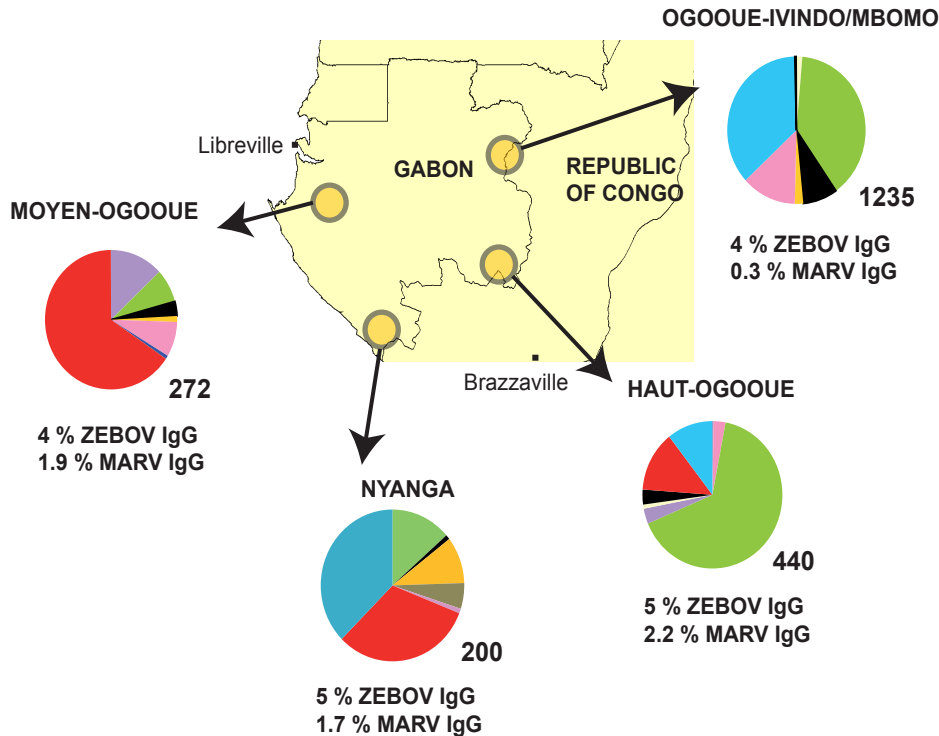 OGOOUE-IVINDO/MBOMO
Libreville
GABON
REPUBLIC
OF CONGO
1235
4 % ZEBOV IgG
0.3 % MARV IgG
MOYEN-OGOOUE
272
4 % ZEBOV IgG
1.9 % MARV IgG
Brazzaville
HAUT-OGOOUE
440
5 % ZEBOV IgG
2.2 % MARV IgG
NYANGA
200
5 % ZEBOV IgG
1.7 % MARV IgG